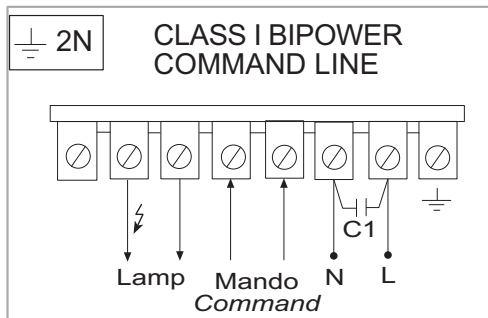 2N
CLASS I BIPOWER
COMMAND LINE
C1
Lamp Mando N L
Command